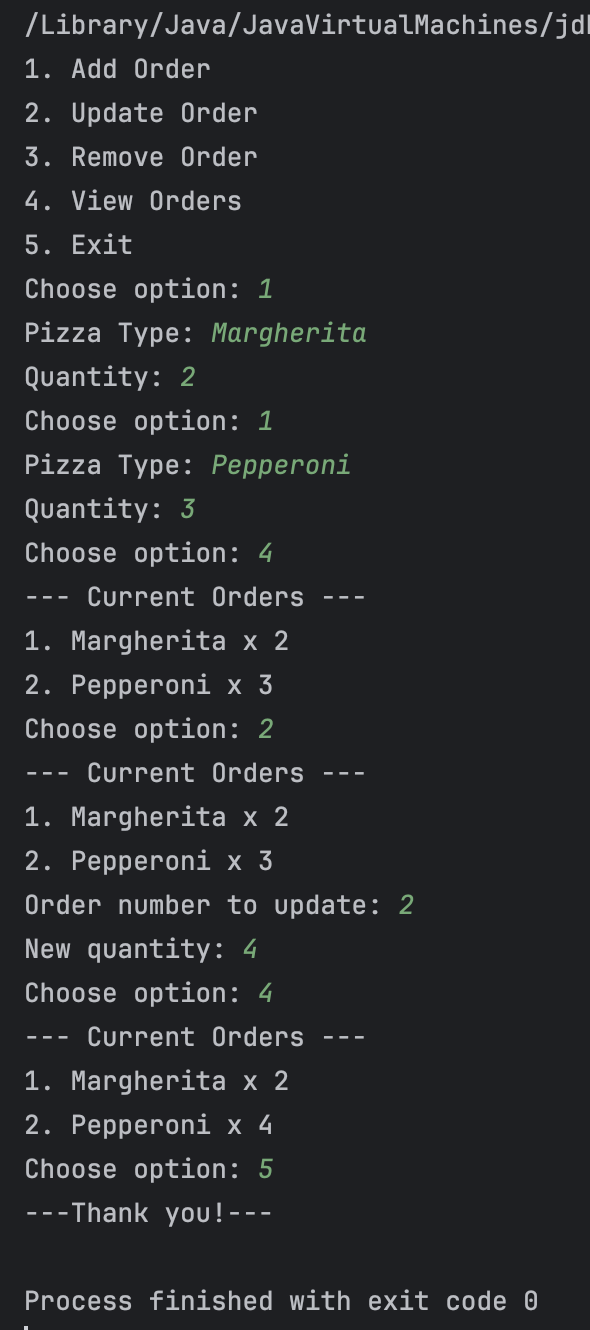 /Library/Java/JavaVirtualMachines/jd
1. Add Order
2. Update Order
3. Remove Order
4. View Orders
5. Exit
Choose option: 1
Pizza Type: Margherita
Quantity: 2
Choose option: 1
Pizza Type: Pepperoni
Quantity: 3
Choose option: 4
--- Current Orders ---
1. Margherita x 2
2. Pepperoni x 3
Choose option: 2
--- Current Orders ---
1. Margherita x 2
2. Pepperoni x 3
Order number to update: 2
New quantity: 4
Choose option: 4
--- Current Orders ---
1. Margherita x 2
2. Pepperoni x 4
Choose option: 5
---Thank you!---
Process finished with exit code 0